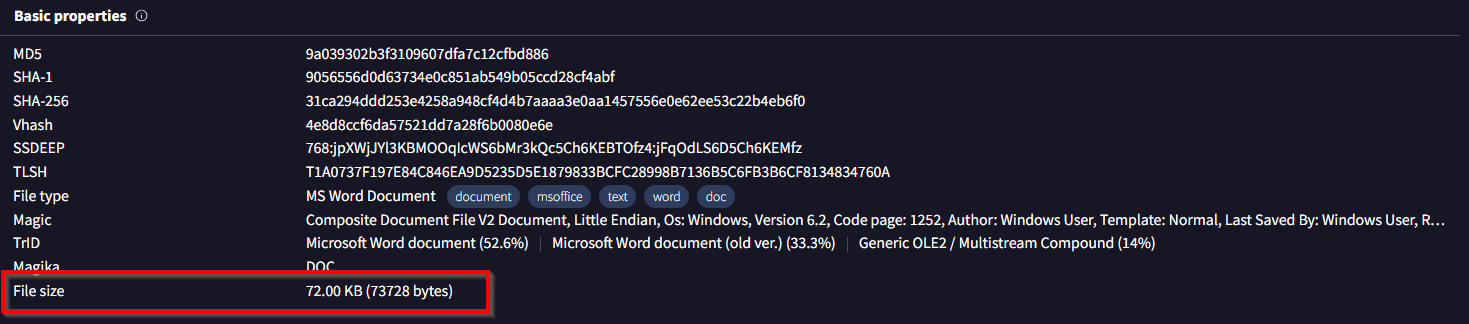 Basic properties
MD5 9a039302b3f3109607dfa7c12cfbd886
SHA-1 9056556d0d63734e0c851ab549b05ccd28cf4abf
SHA-256 31ca294ddd253e4258a948cf4d4b7aaaa3e0aa1457556e0e62ee53c22b4eb6f0
Vhash 4e8d8ccf6da57521dd7a28f6b0080e6e
SSDEEP 768:jpXWjJYl3KBMOOqIcWS6bMr3kQc5Ch6KEBTOfz4:jFqOdLS6D5Ch6KEMfz
TLSH T1A0737F197E84C846EA9D5235D5E1879833BCFC28998B7136B5C6FB3B6CF8134834760A
File type MS Word Document document msoffice text word doc
Magic Composite Document File V2 Document, Little Endian, Os: Windows, Version 6.2, Code page: 1252, Author: Windows User, Template: Normal, Last Saved By: Windows User, R...
TrID Microsoft Word document (52.6%) Microsoft Word document (old ver.) (33.3%) Generic OLE2 / Multistream Compound (14%)
Magika DOC
File size 72.00 KB (73728 bytes)